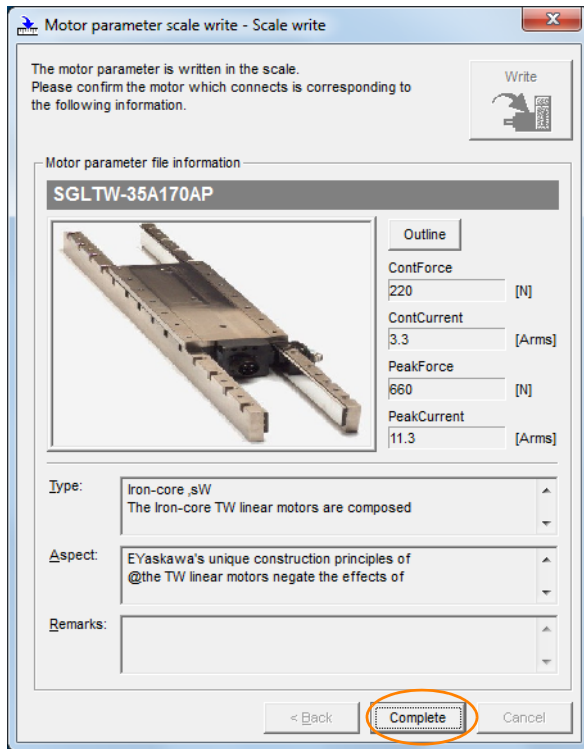 Motor parameter scale write - Scale write
The motor parameter is written in the scale.
Please confirm the motor which connects is corresponding to
the following information.
Write
Motor parameter file information
SGLTW-35A170AP
Outline
ContForce
220 [N]
ContCurrent
3.3 [Arms]
PeakForce
660 [N]
PeakCurrent
11.3 [Arms]
Type:
Iron-core ,sW
The Iron-core TW linear motors are composed
Aspect:
EYaskawa's unique construction principles of
@the TW linear motors negate the effects of
Remarks:
< Back
Complete
Cancel